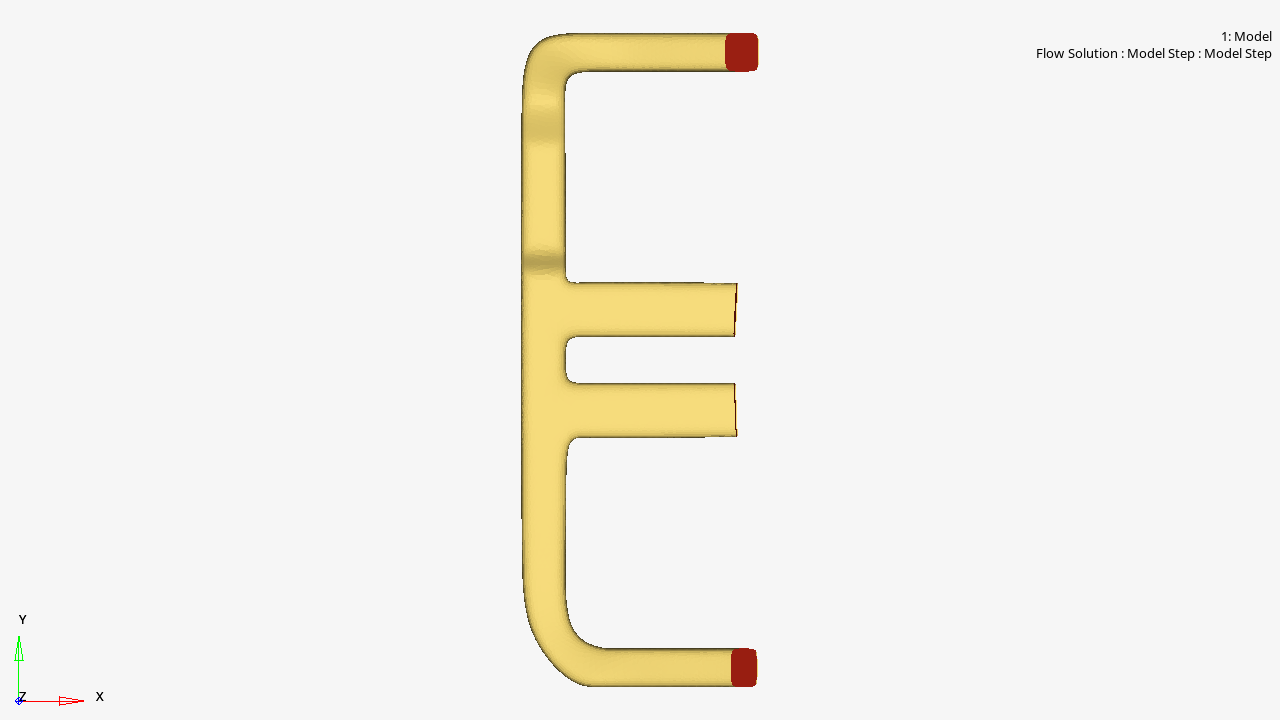 1: Model
Flow Solution : Model Step : Model Step
Y
Z
X